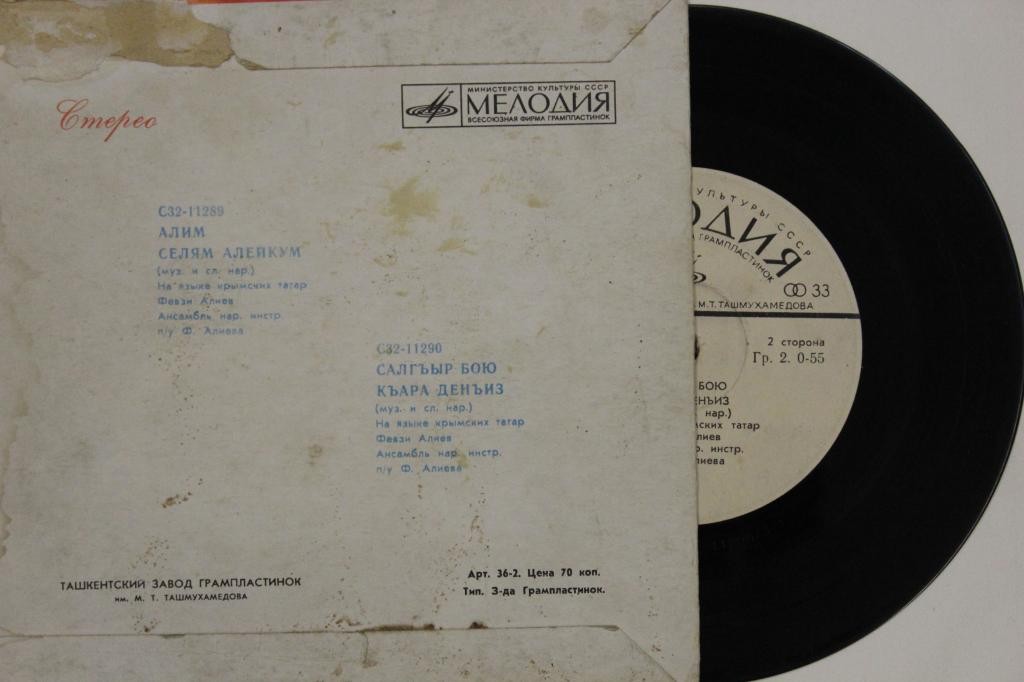 Стерео
МИНИСТЕРСТВО КУЛЬТУРЫ СССР
МЕЛОДИЯ
ВСЕСОЮЗНАЯ ФИРМА ГРАМПЛАСТИНОК
С32-11289
АЛИМ
СЕЛЯМ АЛЕЙКУМ
(муз. и сл. нар.)
На языке крымских татар
Февзи Алиев
Ансамбль нар. инстр.
п/у Ф. Алиева
С32-11290
САЛГЪЫР БОЮ
КЪАРА ДЕНЪИЗ
(муз. и сл. нар.)
На языке крымских татар
Февзи Алиев
Ансамбль нар. инстр.
п/у Ф. Алиева
ТАШКЕНТСКИЙ ЗАВОД ГРАМПЛАСТИНОК
им. М. Т. ТАШМУХАМЕДОВА
Арт. 36-2. Цена 70 коп.
Тип. З-да Грампластинок.
УЛЬТУРЫ СССР
ОДИЯ
ГРАМПЛАСТИНОК
33
М.Т. ТАШМУХАМЕДОВА
2 сторона
Гр. 2. 0-55
БОЮ
ЕНЪИЗ
нар.)
мских татар
лиев
р. инстр.
лиева